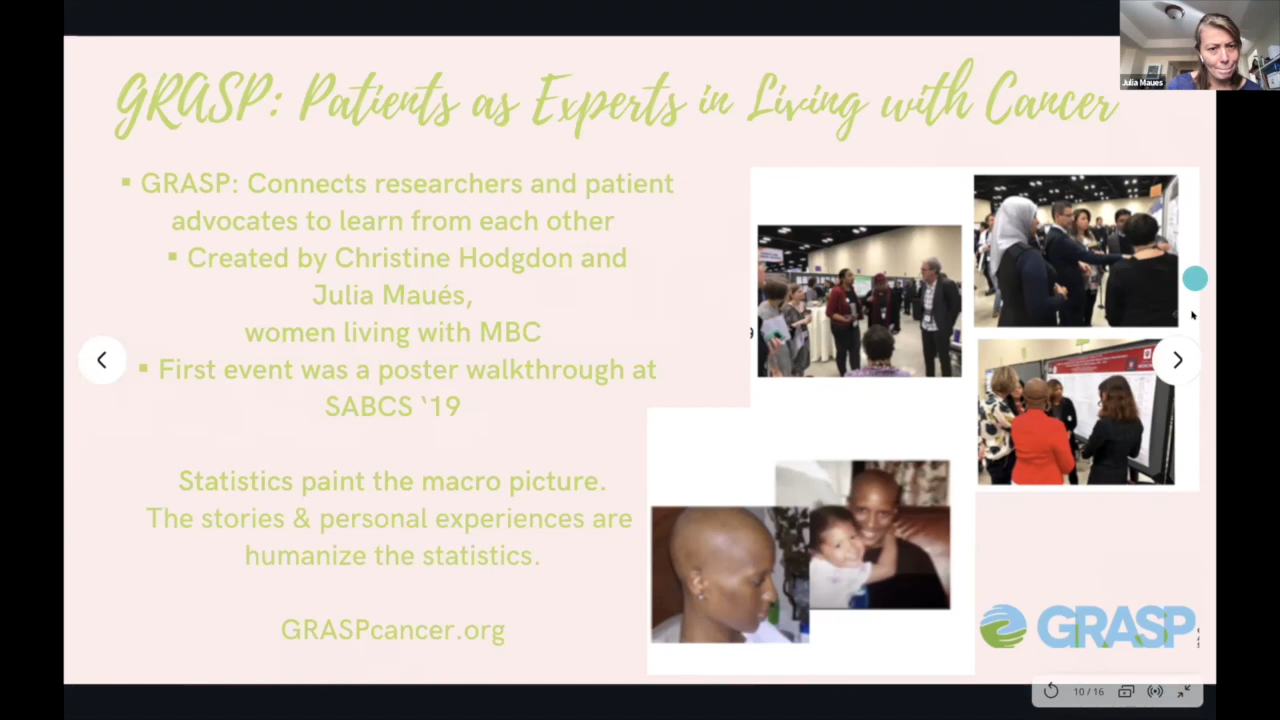 GRASP: Patients as Experts in Living with Cancer
Julia Maues
▪ GRASP: Connects researchers and patient
advocates to learn from each other
▪ Created by Christine Hodgdon and
Julia Maués,
women living with MBC
▪ First event was a poster walkthrough at
SABCS ‵19
Statistics paint the macro picture.
The stories & personal experiences are
humanize the statistics.
GRASPcancer.org
GRASP
10 / 16